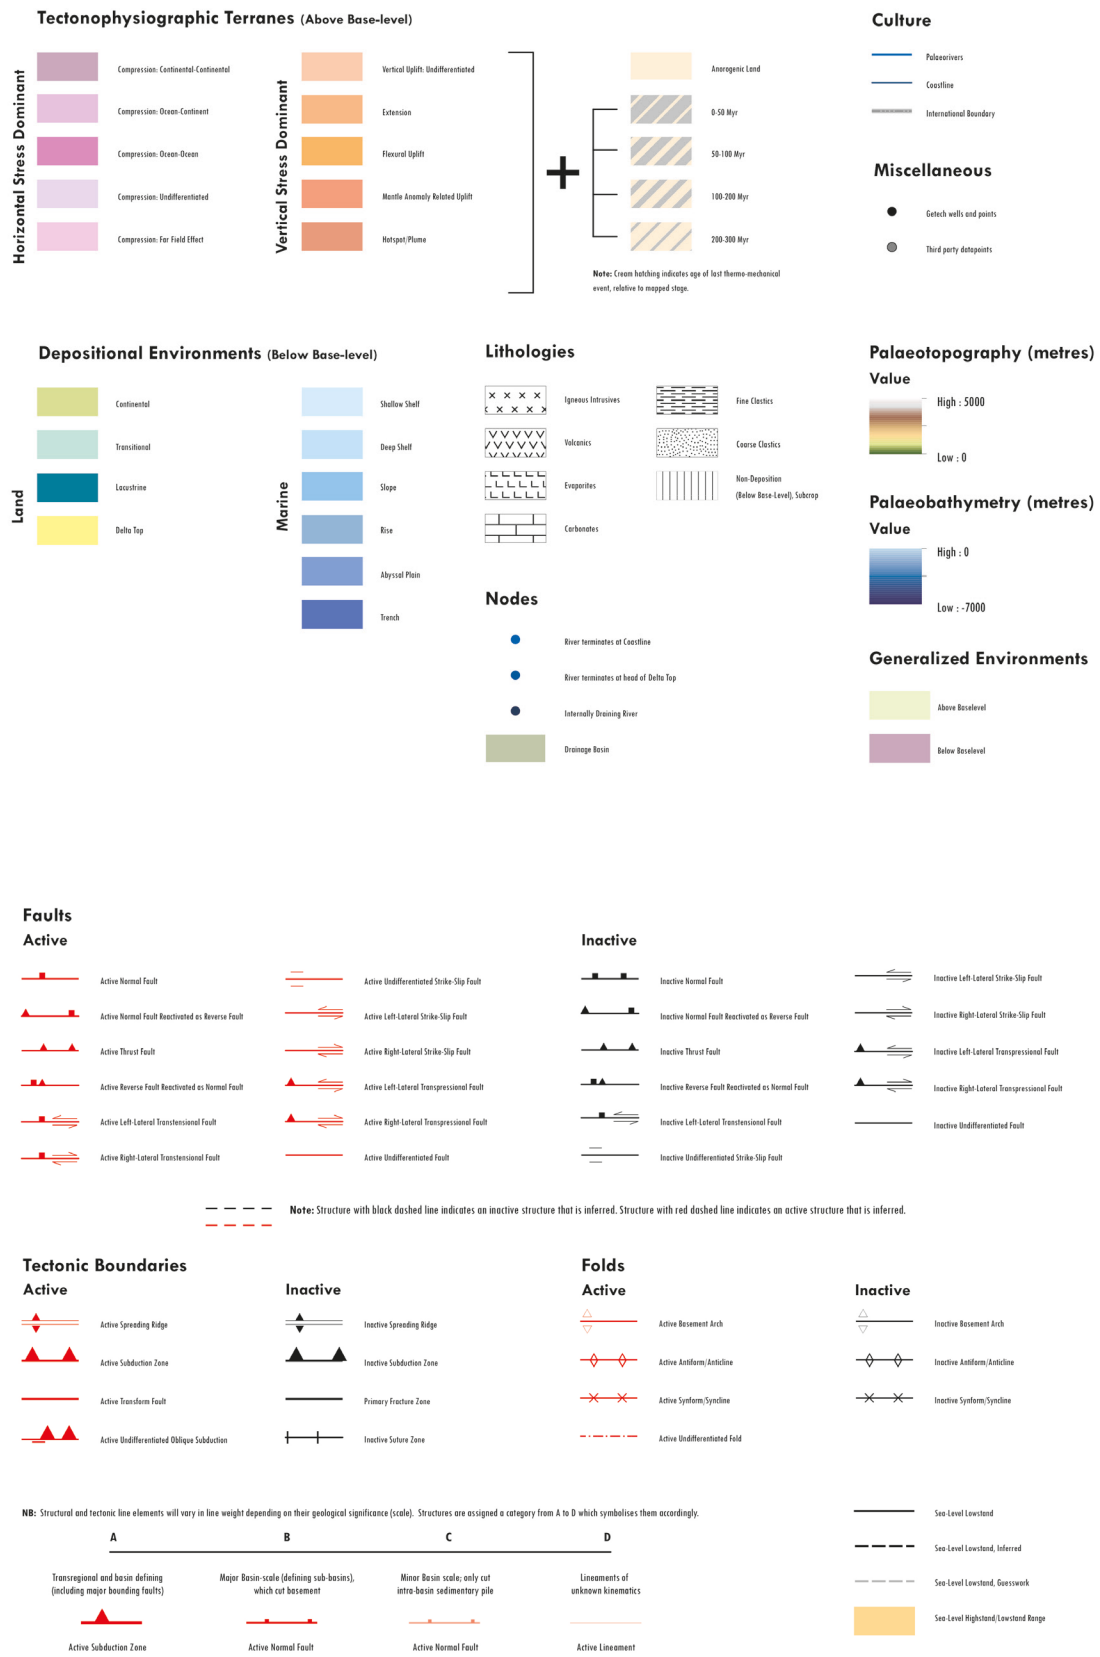 Tectonophysiographic Terranes (Above Base-level)
Horizontal Stress Dominant
Compression: Continental-Continental
Compression: Ocean-Continent
Compression: Ocean-Ocean
Compression: Undifferentiated
Compression: Far Field Effect
Vertical Stress Dominant
Vertical Uplift: Undifferentiated
Extension
Flexural Uplift
Mantle Anomaly Related Uplift
Hotspot/Plume
+
Anorogenic Land
0-50 Myr
50-100 Myr
100-200 Myr
200-300 Myr
Note: Cream hatching indicates age of last thermo-mechanical
event, relative to mapped stage.
Culture
Palaeorivers
Coastline
International Boundary
Miscellaneous
Getech wells and points
Third party datapoints
Depositional Environments (Below Base-level)
Land
Continental
Transitional
Lacustrine
Delta Top
Marine
Shallow Shelf
Deep Shelf
Slope
Rise
Abyssal Plain
Trench
Lithologies
Igneous Intrusives
Volcanics
Evaporites
Carbonates
Fine Clastics
Coarse Clastics
Non-Deposition
(Below Base-Level), Subcrop
Nodes
River terminates at Coastline
River terminates at head of Delta Top
Internally Draining River
Drainage Basin
Palaeotopography (metres)
Value
High : 5000
Low : 0
Palaeobathymetry (metres)
Value
High : 0
Low : -7000
Generalized Environments
Above Baselevel
Below Baselevel
Faults
Active
Active Normal Fault
Active Normal Fault Reactivated as Reverse Fault
Active Thrust Fault
Active Reverse Fault Reactivated as Normal Fault
Active Left-Lateral Transtensional Fault
Active Right-Lateral Transtensional Fault
Active Undifferentiated Strike-Slip Fault
Active Left-Lateral Strike-Slip Fault
Active Right-Lateral Strike-Slip Fault
Active Left-Lateral Transpressional Fault
Active Right-Lateral Transpressional Fault
Active Undifferentiated Fault
Inactive
Inactive Normal Fault
Inactive Normal Fault Reactivated as Reverse Fault
Inactive Thrust Fault
Inactive Reverse Fault Reactivated as Normal Fault
Inactive Left-Lateral Transtensional Fault
Inactive Undifferentiated Strike-Slip Fault
Inactive Left-Lateral Strike-Slip Fault
Inactive Right-Lateral Strike-Slip Fault
Inactive Left-Lateral Transpressional Fault
Inactive Right-Lateral Transpressional Fault
Inactive Undifferentiated Fault
Note: Structure with black dashed line indicates an inactive structure that is inferred. Structure with red dashed line indicates an active structure that is inferred.
Tectonic Boundaries
Active
Active Spreading Ridge
Active Subduction Zone
Active Transform Fault
Active Undifferentiated Oblique Subduction
Inactive
Inactive Spreading Ridge
Inactive Subduction Zone
Primary Fracture Zone
Inactive Suture Zone
Folds
Active
Active Basement Arch
Active Antiform/Anticline
Active Synform/Syncline
Active Undifferentiated Fold
Inactive
Inactive Basement Arch
Inactive Antiform/Anticline
Inactive Synform/Syncline
NB: Structural and tectonic line elements will vary in line weight depending on their geological significance (scale). Structures are assigned a category from A to D which symbolises them accordingly.
A B C D
Transregional and basin defining
(including major bounding faults)
Active Subduction Zone
Major Basin-scale (defining sub-basins),
which cut basement
Active Normal Fault
Minor Basin scale; only cut
intra-basin sedimentary pile
Active Normal Fault
Lineaments of
unknown kinematics
Active Lineament
Sea-Level Lowstand
Sea-Level Lowstand, Inferred
Sea-Level Lowstand, Guesswork
Sea-Level Highstand/Lowstand Range